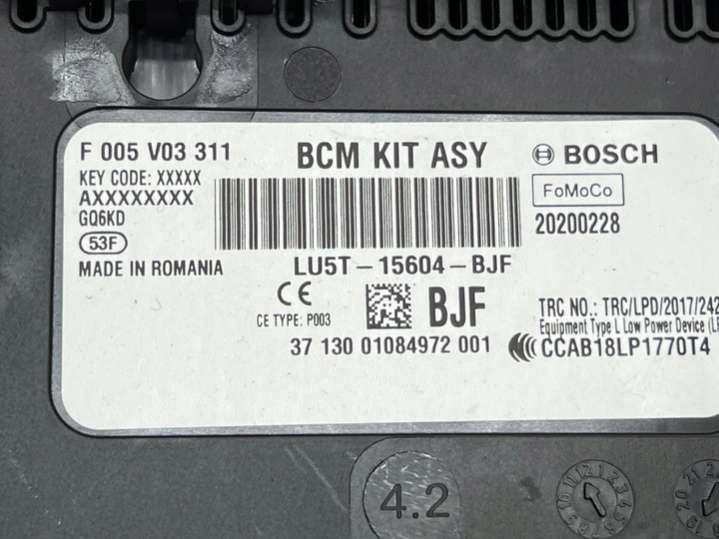 F 005 V03 311
BCM KIT ASY
BOSCH
KEY CODE: XXXXX
AXXXXXXXX
GQ6KD
53F
MADE IN ROMANIA
FoMoCo
20200228
LU5T-15604-BJF
CE
CE TYPE: P003
BJF
37 130 01084972 001
TRC NO.: TRC/LPD/2017/242
Equipment Type L Low Power Device (L
CCAB18LP1770T4
4.2